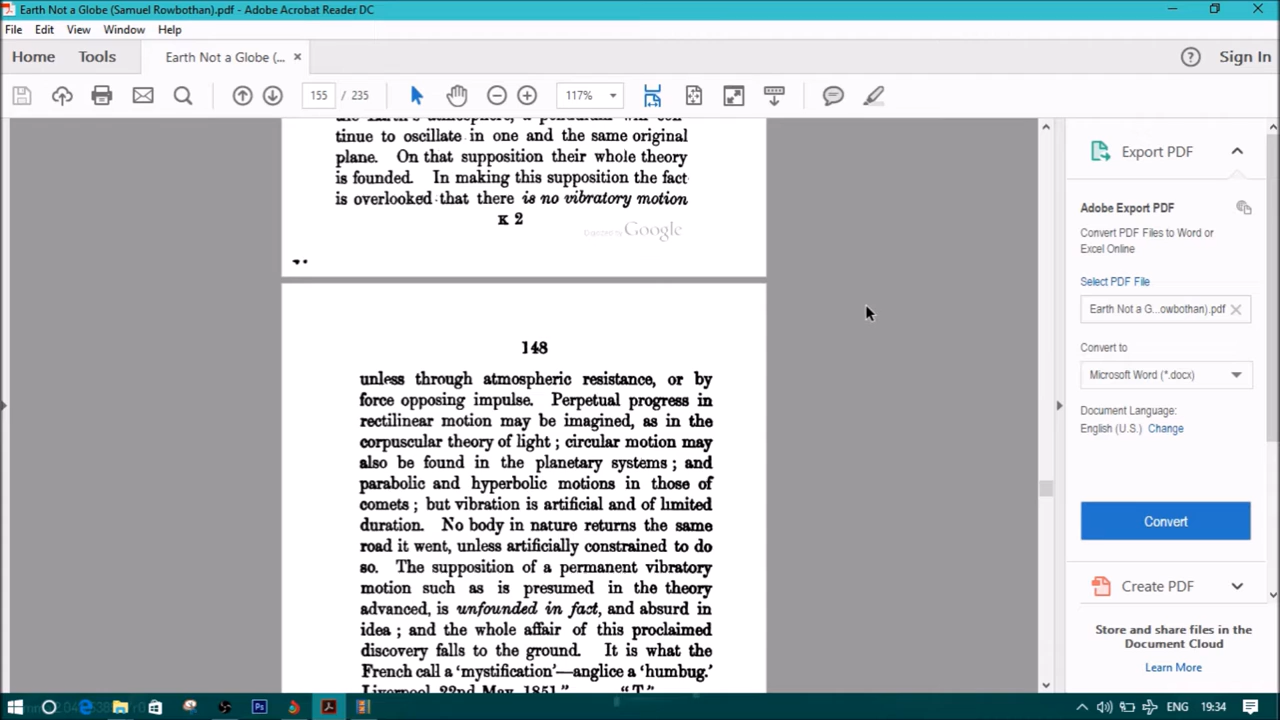 Earth Not a Globe (Samuel Rowbothan).pdf - Adobe Acrobat Reader DC
File Edit View Window Help
Home Tools Earth Not a Globe (... × Sign In
155 / 235 117%
the Earth's atmosphere, a pendulum will con-
tinue to oscillate in one and the same original
plane. On that supposition their whole theory
is founded. In making this supposition the fact
is overlooked that there is no vibratory motion
K 2
Digitized by Google
148
unless through atmospheric resistance, or by
force opposing impulse. Perpetual progress in
rectilinear motion may be imagined, as in the
corpuscular theory of light ; circular motion may
also be found in the planetary systems ; and
parabolic and hyperbolic motions in those of
comets ; but vibration is artificial and of limited
duration. No body in nature returns the same
road it went, unless artificially constrained to do
so. The supposition of a permanent vibratory
motion such as is presumed in the theory
advanced, is unfounded in fact, and absurd in
idea ; and the whole affair of this proclaimed
discovery falls to the ground. It is what the
French call a 'mystification'—anglice a 'humbug.'
Liverpool, 22nd May, 1851." "T."
Export PDF
Adobe Export PDF
Convert PDF Files to Word or
Excel Online
Select PDF File
Earth Not a G...owbothan).pdf ×
Convert to
Microsoft Word (*.docx)
Document Language:
English (U.S.) Change
Convert
Create PDF
Store and share files in the
Document Cloud
Learn More
ENG 19:34